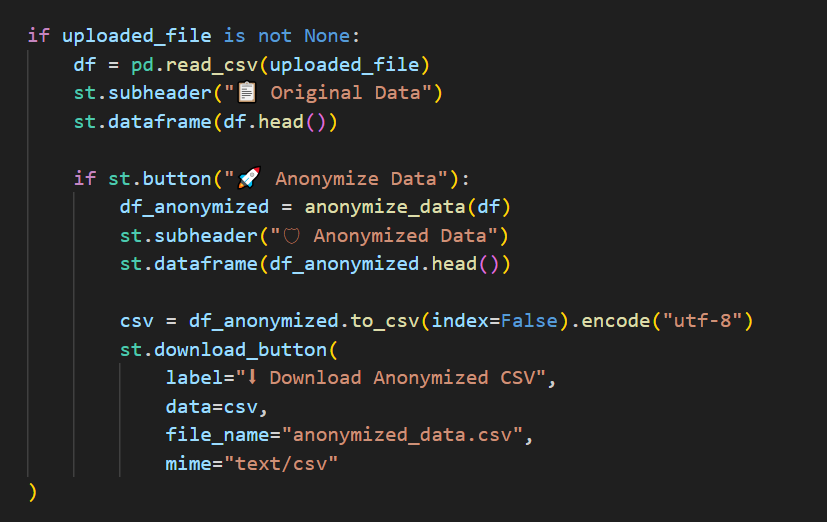 if uploaded_file is not None:
    df = pd.read_csv(uploaded_file)
    st.subheader("📋 Original Data")
    st.dataframe(df.head())

    if st.button("🚀 Anonymize Data"):
        df_anonymized = anonymize_data(df)
        st.subheader("🛡 Anonymized Data")
        st.dataframe(df_anonymized.head())

        csv = df_anonymized.to_csv(index=False).encode("utf-8")
        st.download_button(
            label="⬇ Download Anonymized CSV",
            data=csv,
            file_name="anonymized_data.csv",
            mime="text/csv"
)